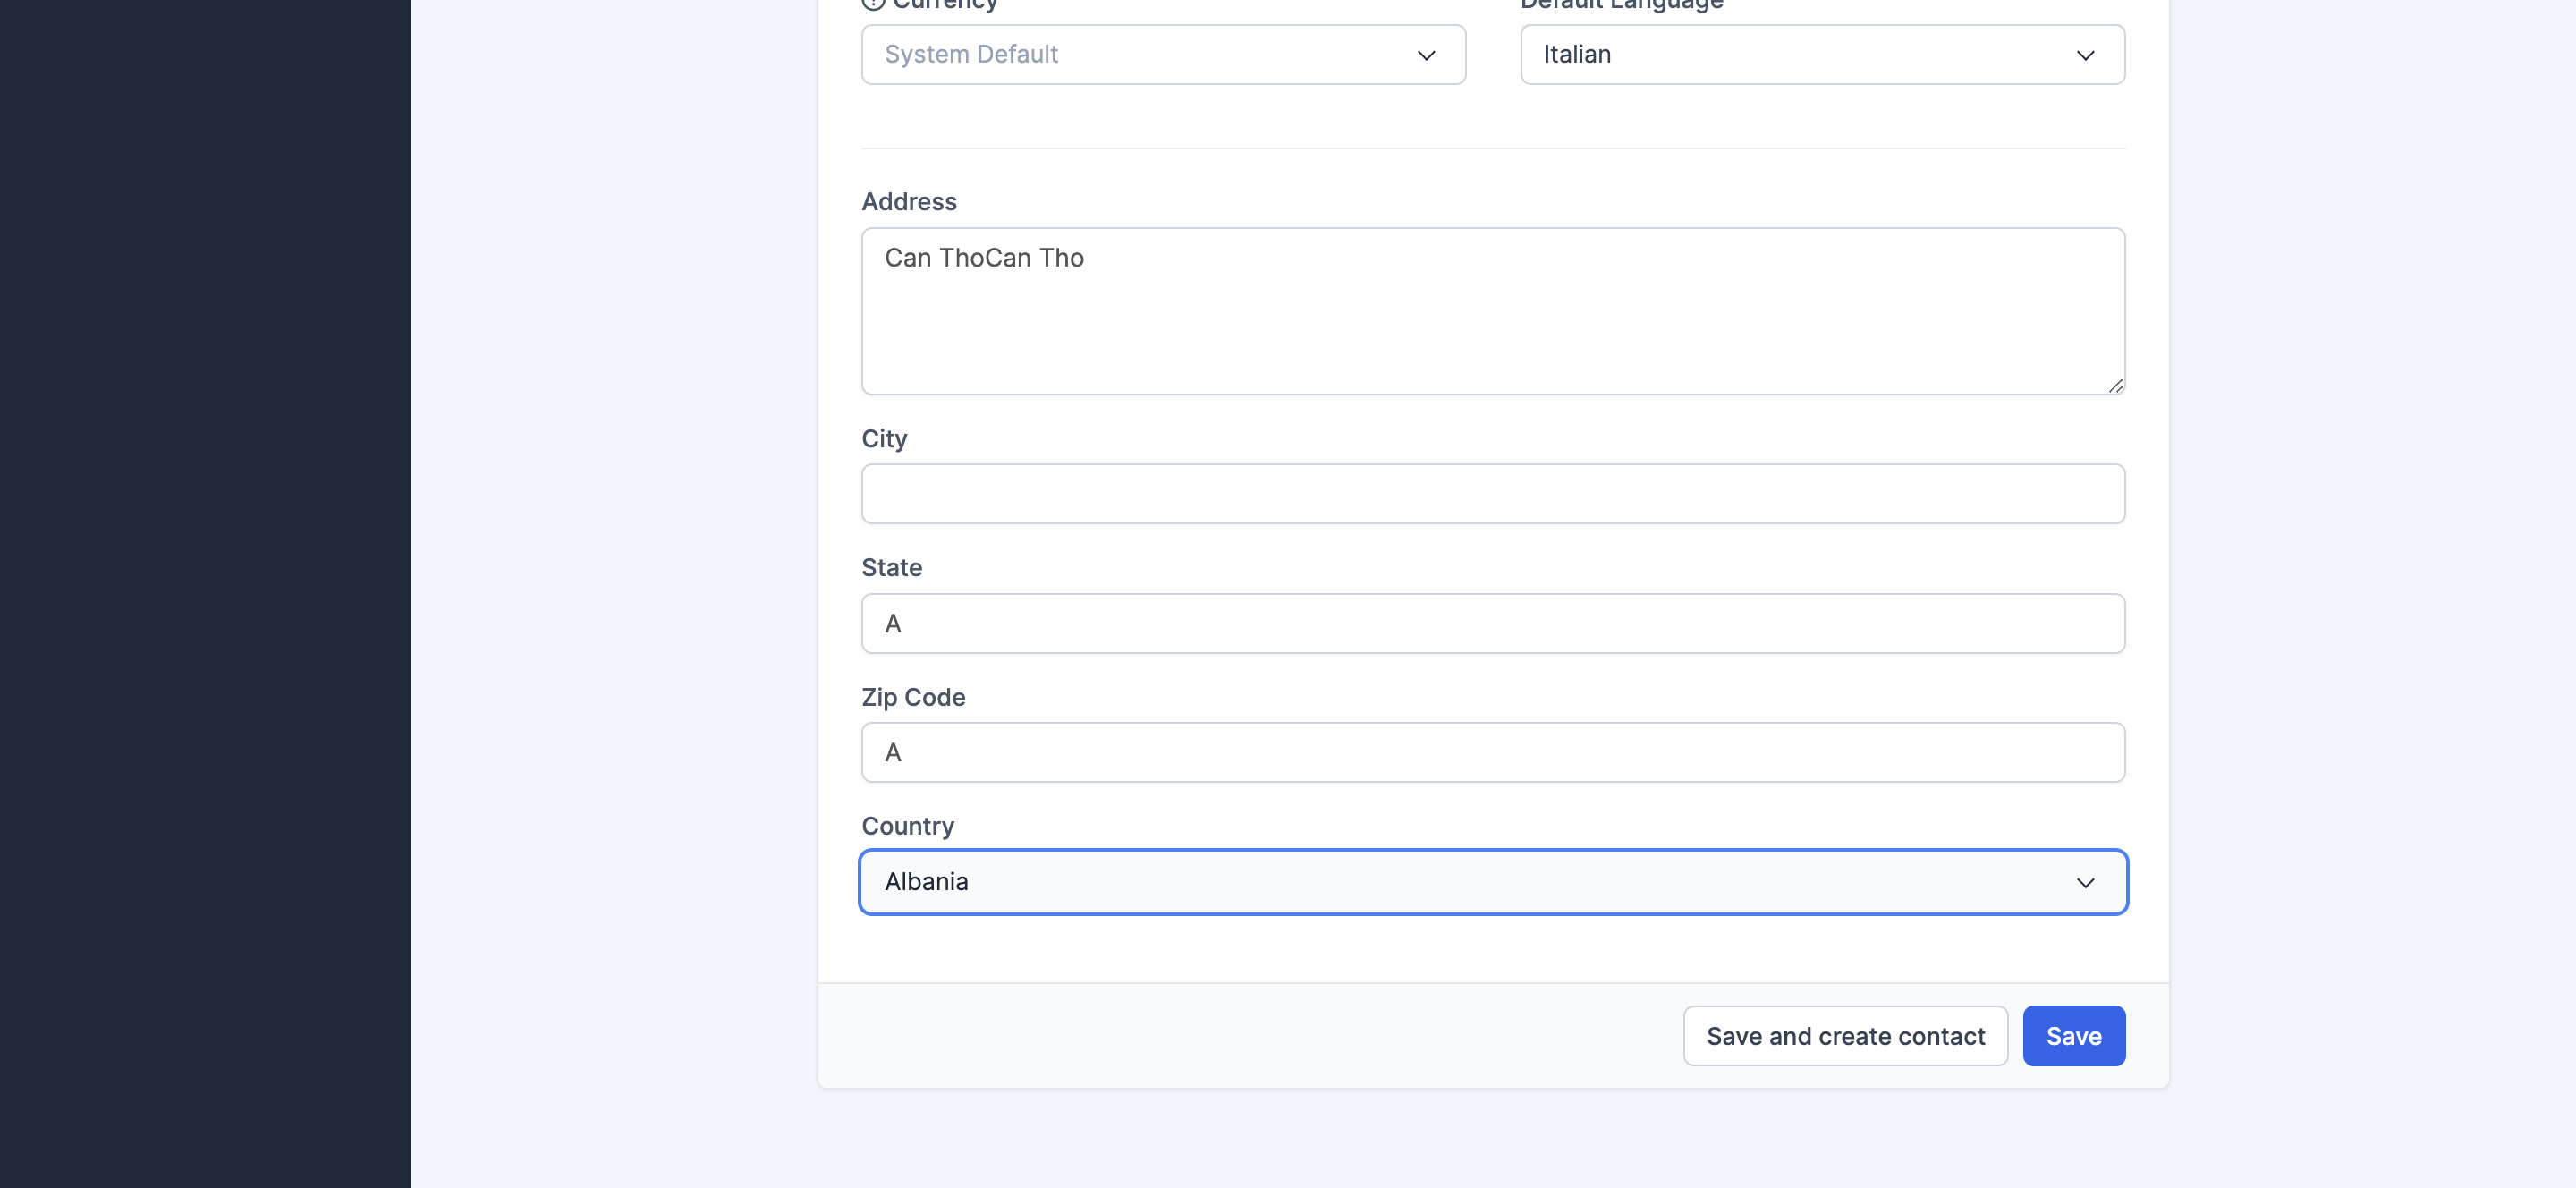 Currency
Default Language
System Default
Italian
Address
Can ThoCan Tho
City
State
A
Zip Code
A
Country
Albania
Save and create contact
Save